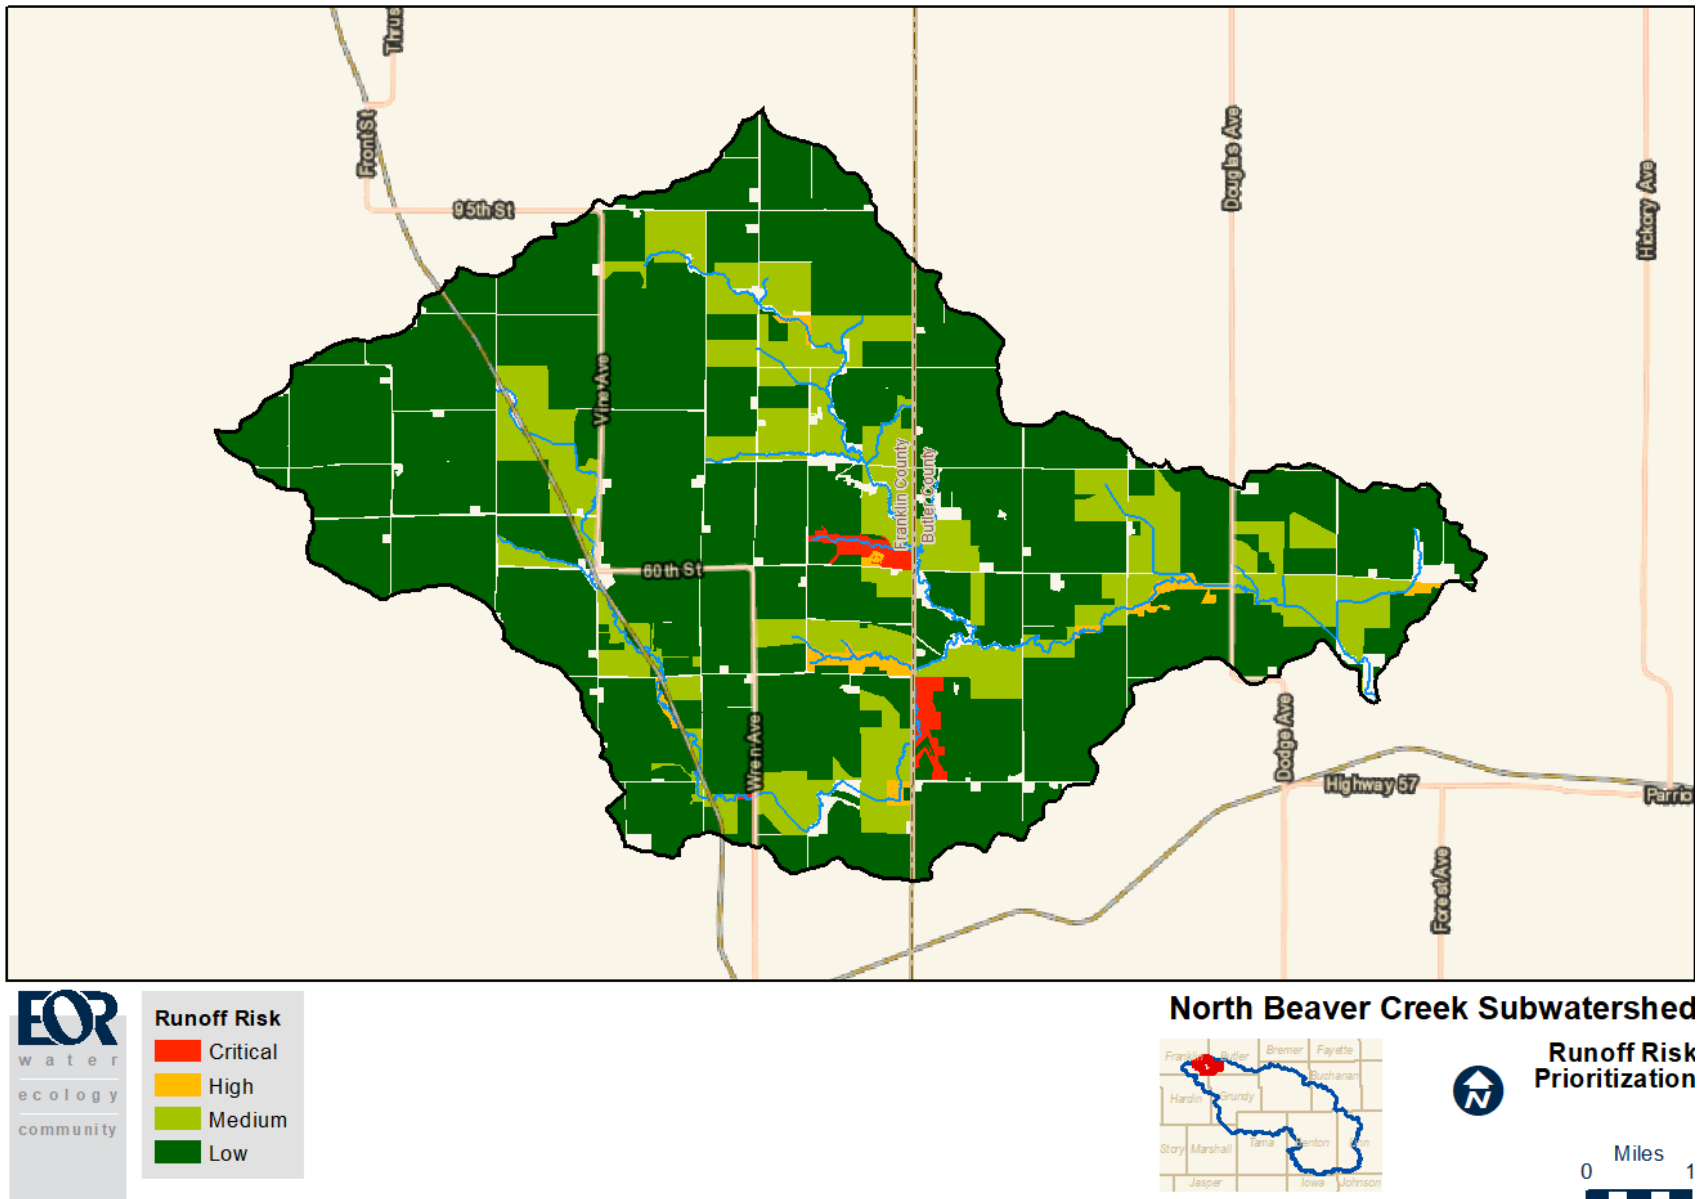 Thrus
Front St
95th St
Vine Ave
60th St
Wren Ave
Franklin County
Butler County
Douglas Ave
Hickory Ave
Dodge Ave
Highway 57
Forest Ave
Parrio
EOR
water
ecology
community
Runoff Risk
Critical
High
Medium
Low
North Beaver Creek Subwatershed
Runoff Risk
Prioritization
Franklin
Butler
Bremer
Fayette
Buchanan
Hardin
Grundy
Story
Marshall
Tama
Benton
Linn
Jasper
Iowa
Johnson
N
Miles
0 1